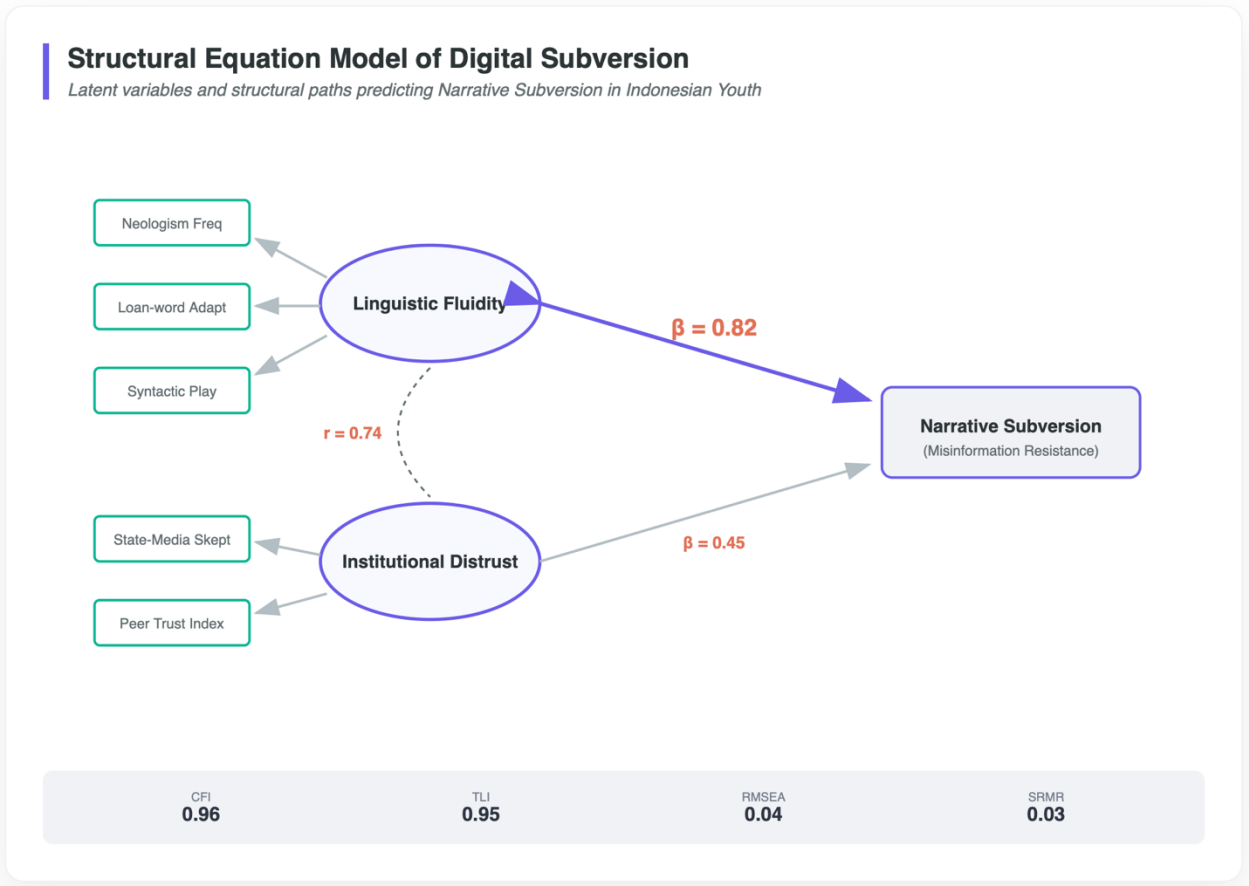 Structural Equation Model of Digital Subversion
Latent variables and structural paths predicting Narrative Subversion in Indonesian Youth
Neologism Freq
Loan-word Adapt
Syntactic Play
Linguistic Fluidity
β = 0.82
r = 0.74
Narrative Subversion
(Misinformation Resistance)
State-Media Skept
Peer Trust Index
Institutional Distrust
β = 0.45
CFI
0.96
TLI
0.95
RMSEA
0.04
SRMR
0.03